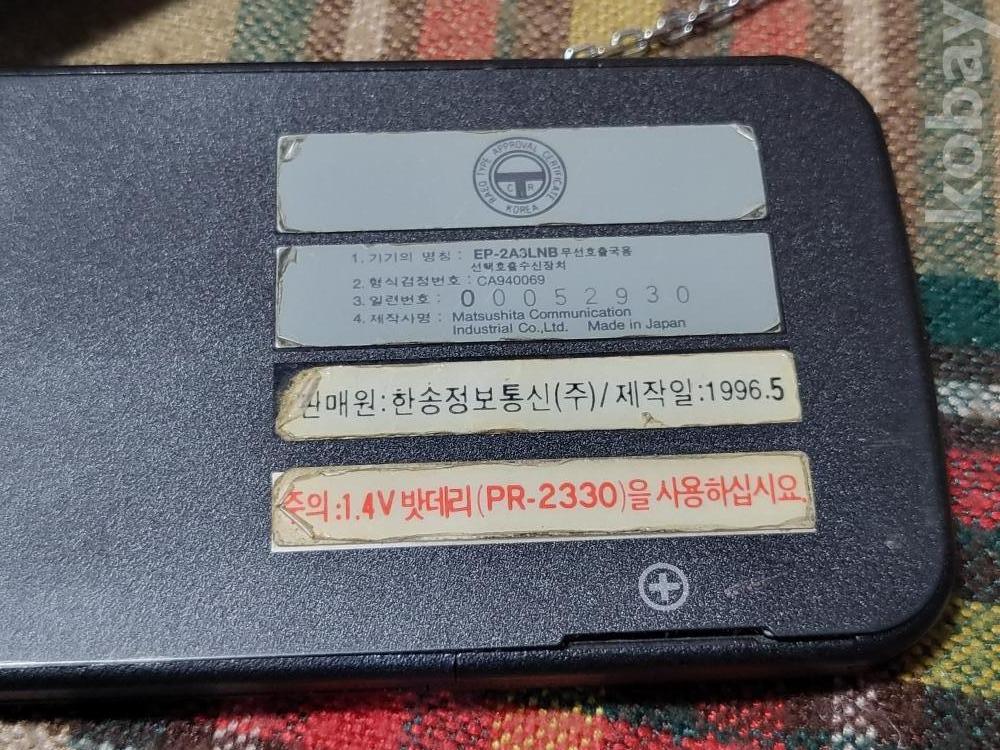 RAEO TYPE APPROVAL CERTIFICATE
C R
KOREA
1. 기기의 명칭 : EP-2A3LNB 무선호출국용
선택호출수신장치
2. 형식검정번호 : CA940069
3. 일련번호 : 00052930
4. 제작사명 : Matsushita Communication
Industrial Co.,Ltd. Made in Japan
판매원:한송정보통신(주)/제작일:1996.5
주의:1.4V 밧데리(PR-2330)을 사용하십시요.
kobay